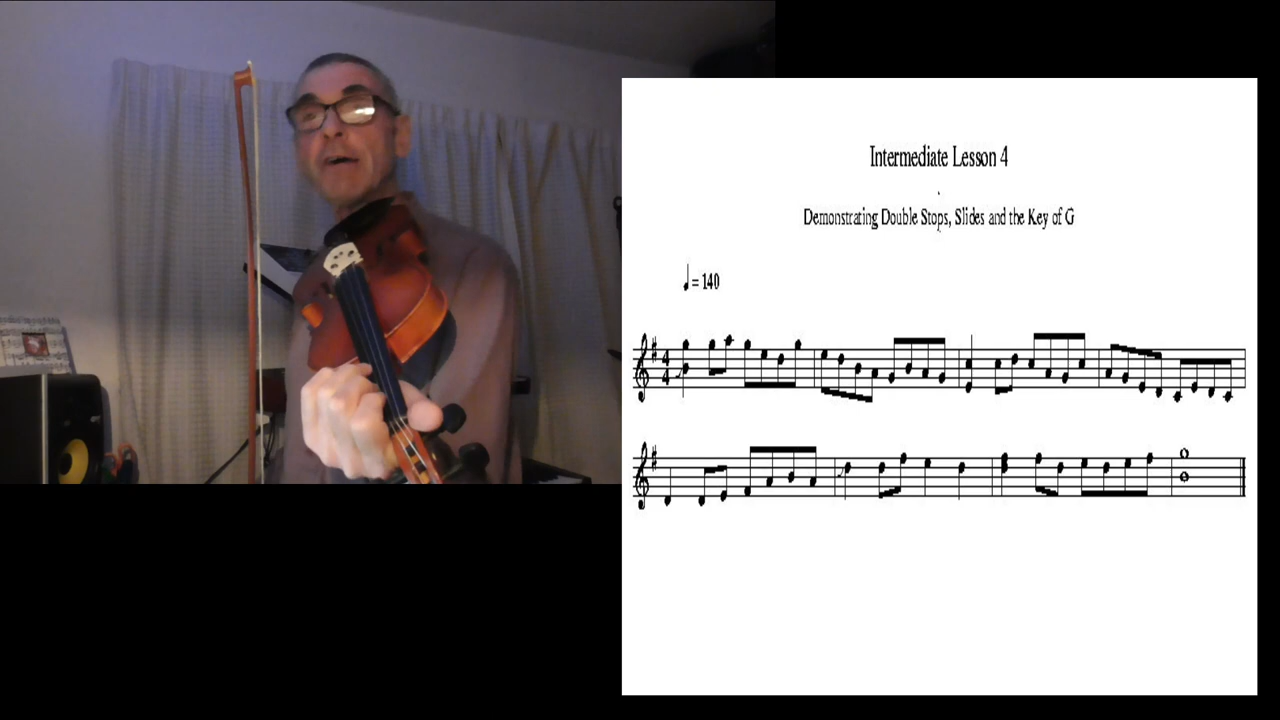 Intermediate Lesson 4
Demonstrating Double Stops, Slides and the Key of G
♩ = 140
4
4